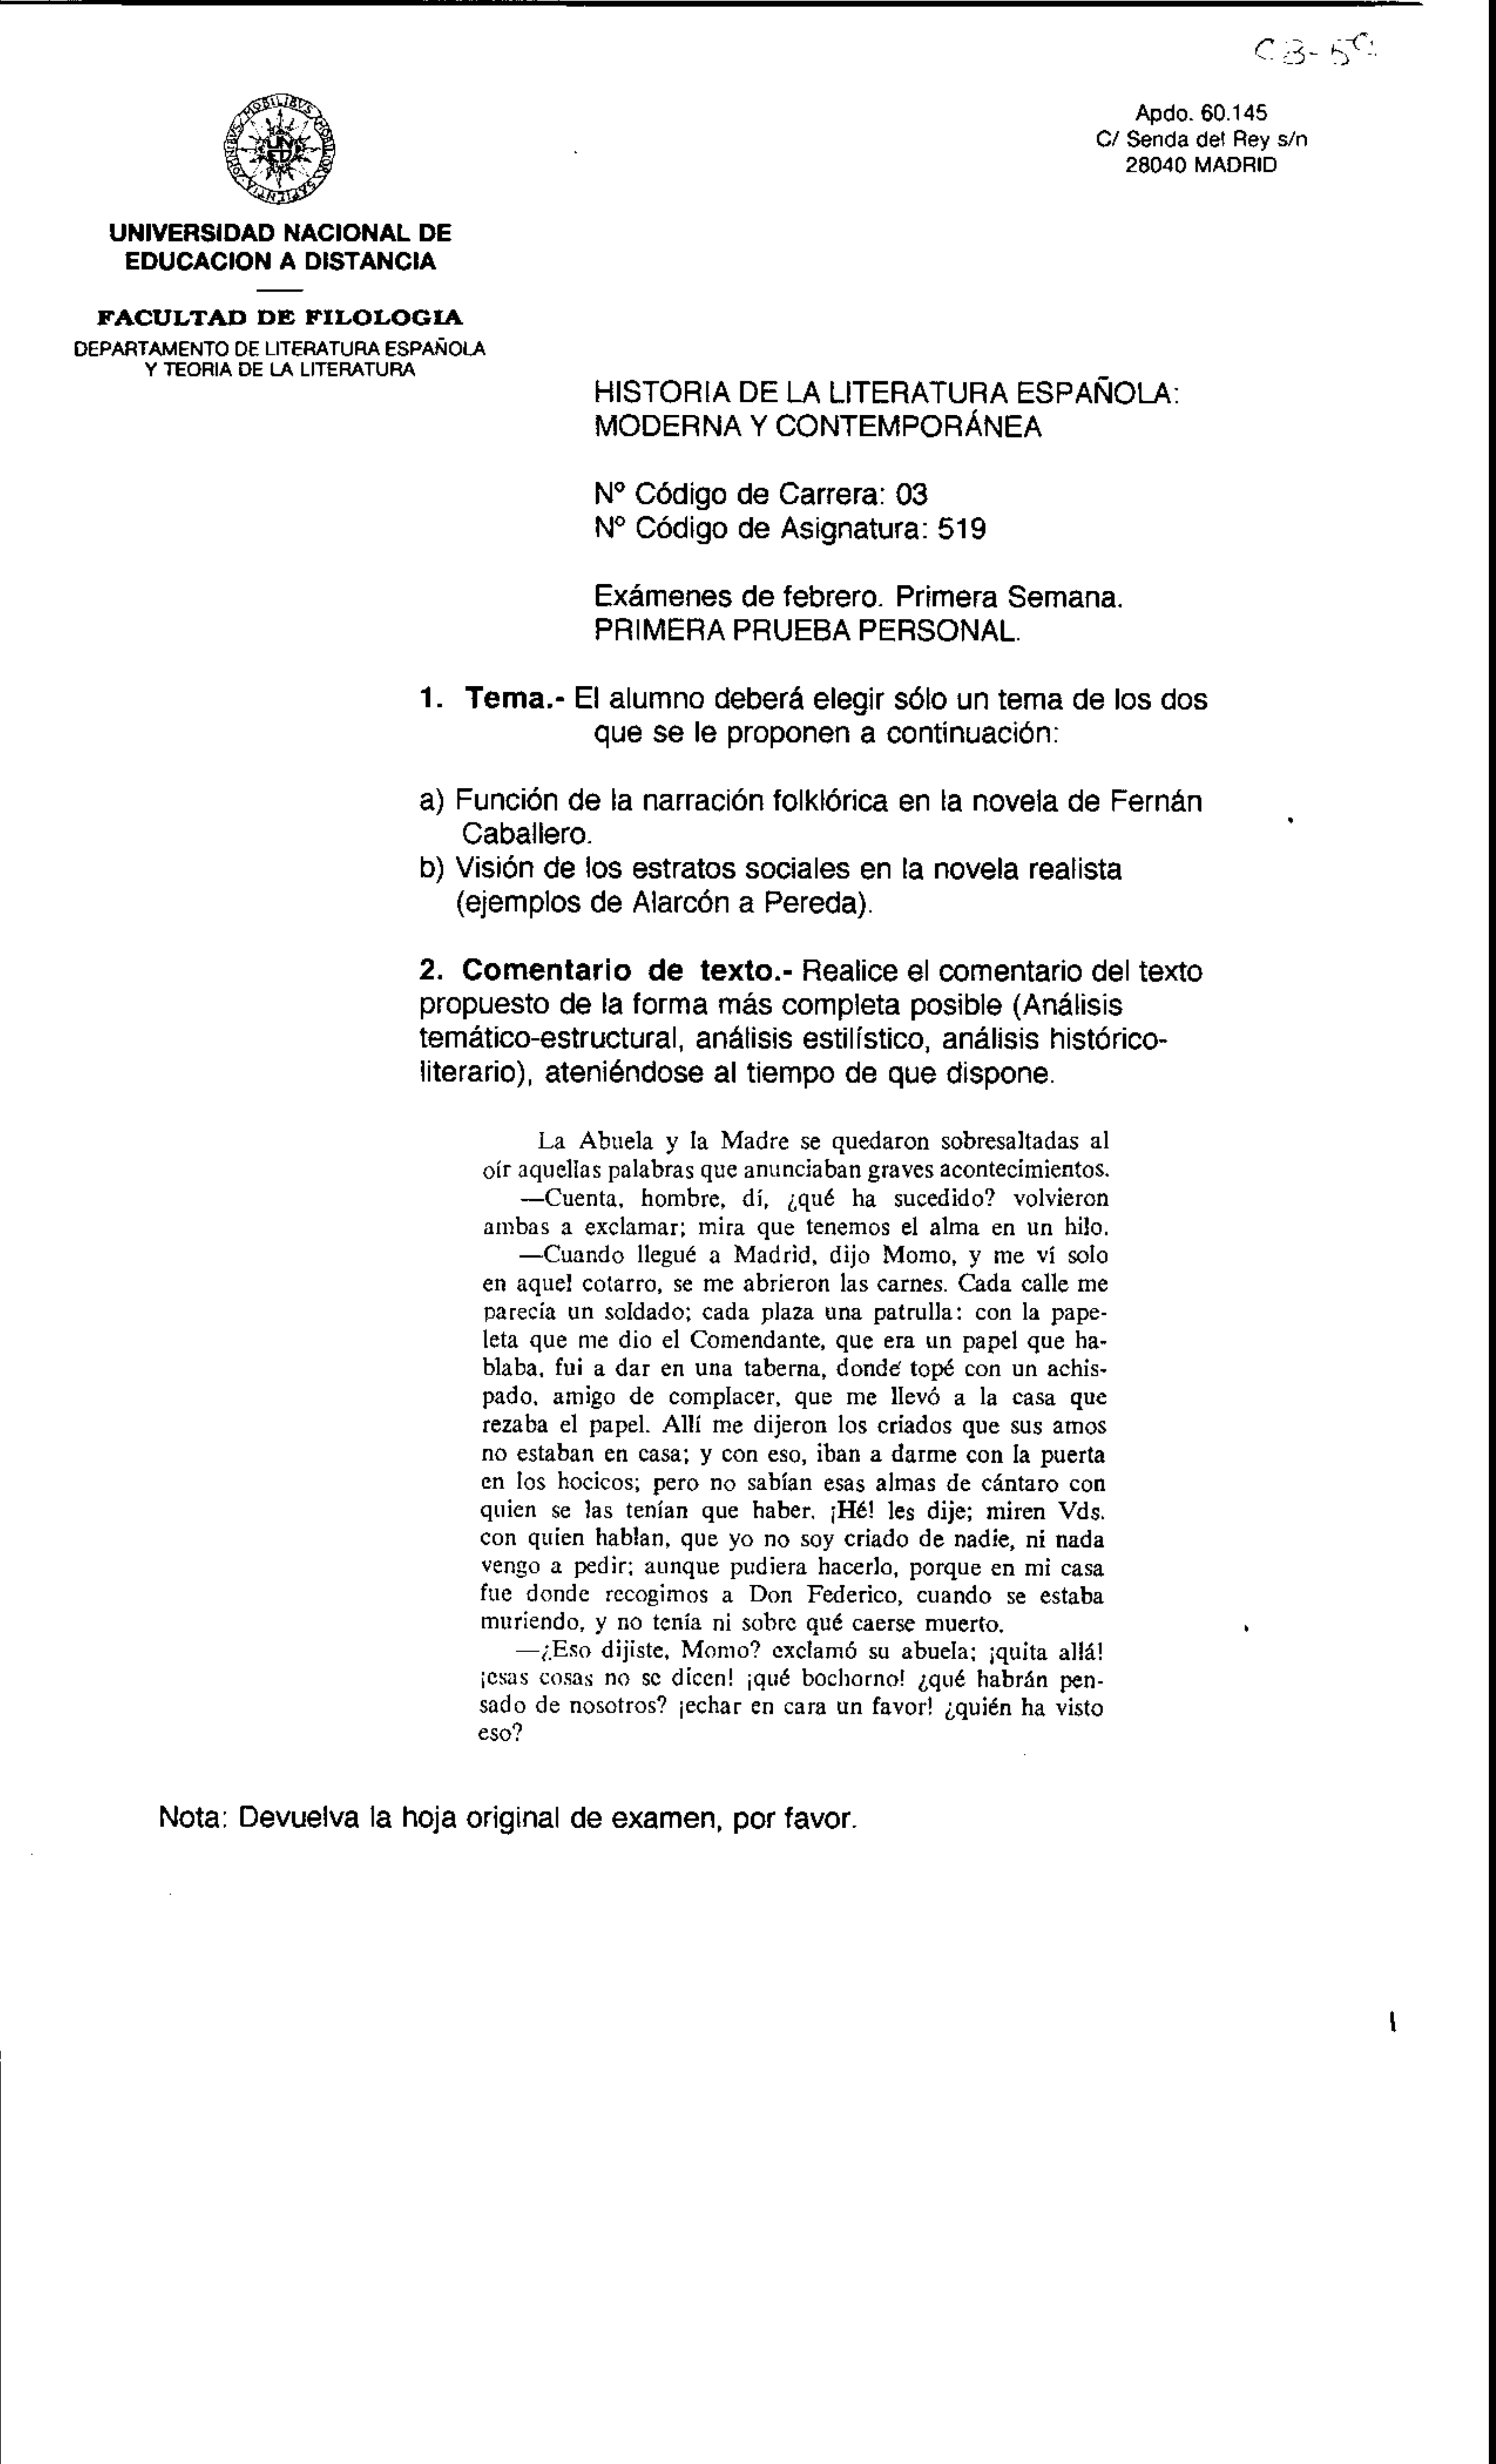 Apdo. 60.145
C/ Senda del Rey s/n
28040 MADRID
UNIVERSIDAD NACIONAL DE
EDUCACION A DISTANCIA
FACULTAD DE FILOLOGIA
DEPARTAMENTO DE LITERATURA ESPAÑOLA
Y TEORIA DE LA LITERATURA
HISTORIA DE LA LITERATURA ESPAÑOLA:
MODERNA Y CONTEMPORÁNEA
Nº Código de Carrera: 03
Nº Código de Asignatura: 519
Exámenes de febrero. Primera Semana.
PRIMERA PRUEBA PERSONAL.
1. Tema.- El alumno deberá elegir sólo un tema de los dos
que se le proponen a continuación:
a) Función de la narración folklórica en la novela de Fernán
Caballero.
b) Visión de los estratos sociales en la novela realista
(ejemplos de Alarcón a Pereda).
2. Comentario de texto.- Realice el comentario del texto
propuesto de la forma más completa posible (Análisis
temático-estructural, análisis estilístico, análisis histórico-
literario), ateniéndose al tiempo de que dispone.
La Abuela y la Madre se quedaron sobresaltadas al
oír aquellas palabras que anunciaban graves acontecimientos.
—Cuenta, hombre, dí, ¿qué ha sucedido? volvieron
ambas a exclamar; mira que tenemos el alma en un hilo.
—Cuando llegué a Madrid, dijo Momo, y me ví solo
en aquel cotarro, se me abrieron las carnes. Cada calle me
parecía un soldado; cada plaza una patrulla: con la pape-
leta que me dio el Comendante, que era un papel que ha-
blaba, fui a dar en una taberna, donde topé con un achis-
pado, amigo de complacer, que me llevó a la casa que
rezaba el papel. Allí me dijeron los criados que sus amos
no estaban en casa; y con eso, iban a darme con la puerta
en los hocicos; pero no sabían esas almas de cántaro con
quien se las tenían que haber. ¡Hé! les dije; miren Vds.
con quien hablan, que yo no soy criado de nadie, ni nada
vengo a pedir; aunque pudiera hacerlo, porque en mi casa
fue donde recogimos a Don Federico, cuando se estaba
muriendo, y no tenía ni sobre qué caerse muerto.
—¿Eso dijiste, Momo? exclamó su abuela; ¡quita allá!
¡esas cosas no se dicen! ¡qué bochorno! ¿qué habrán pen-
sado de nosotros? ¡echar en cara un favor! ¿quién ha visto
eso?
Nota: Devuelva la hoja original de examen, por favor.